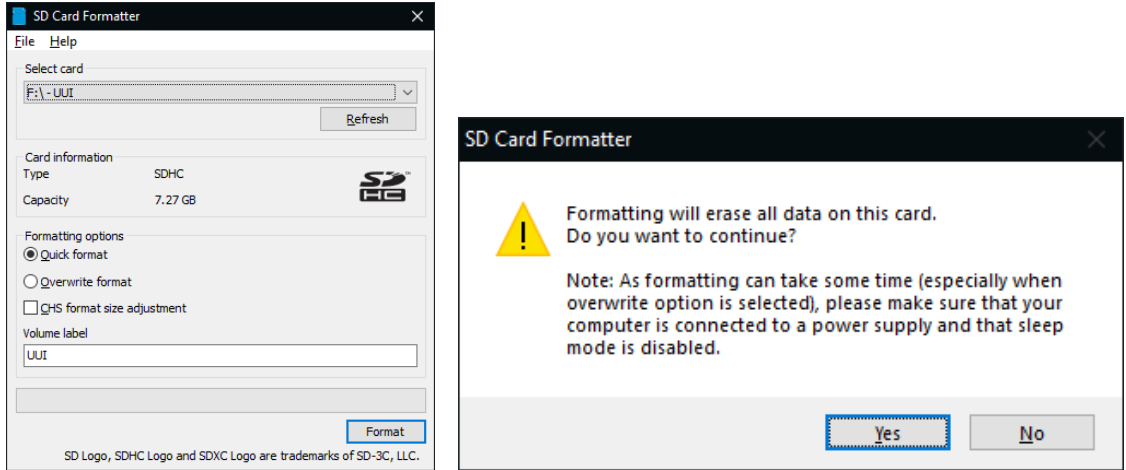 SD Card Formatter
File Help
Select card
F:\ - UUI
Refresh
Card information
Type SDHC
Capacity 7.27 GB
SD
HC
Formatting options
Quick format
Overwrite format
CHS format size adjustment
Volume label
UUI
Format
SD Logo, SDHC Logo and SDXC Logo are trademarks of SD-3C, LLC.
SD Card Formatter
Formatting will erase all data on this card.
Do you want to continue?
Note: As formatting can take some time (especially when
overwrite option is selected), please make sure that your
computer is connected to a power supply and that sleep
mode is disabled.
Yes No